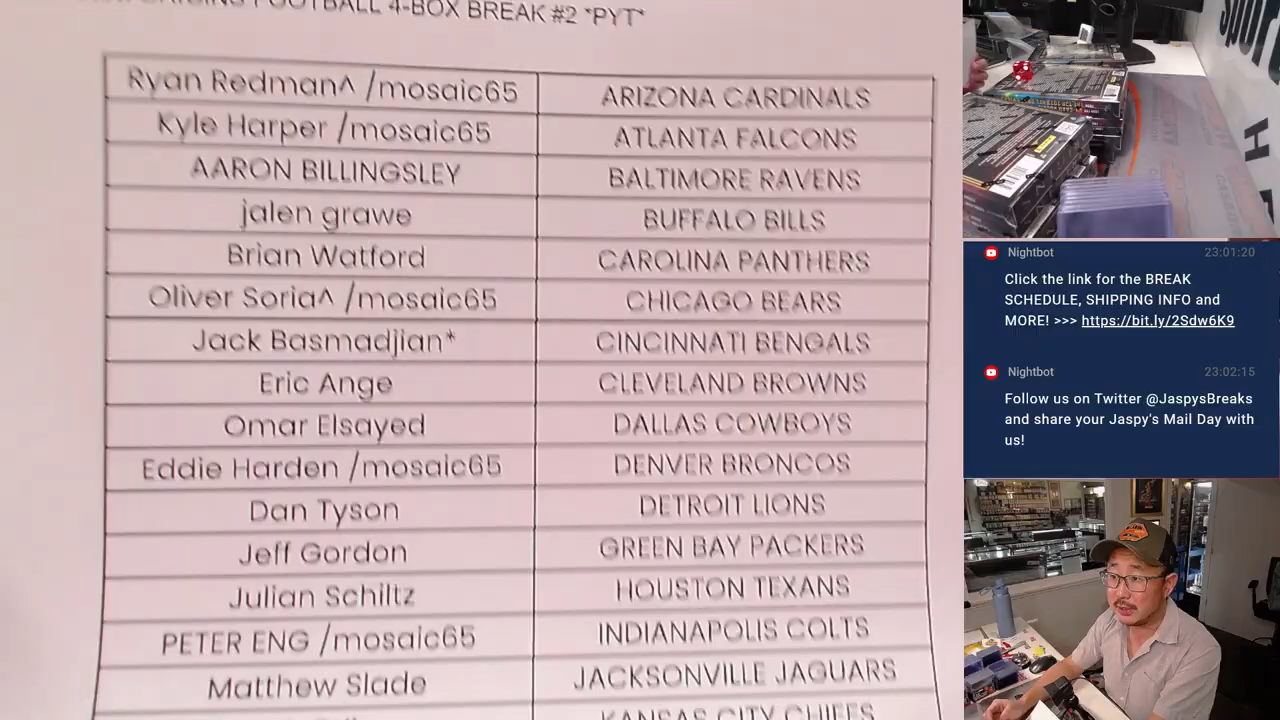 FOOTBALL 4-BOX BREAK #2 *PYT*
Ryan Redman^ /mosaic65 ARIZONA CARDINALS
Kyle Harper /mosaic65 ATLANTA FALCONS
AARON BILLINGSLEY BALTIMORE RAVENS
jalen grawe BUFFALO BILLS
Brian Watford CAROLINA PANTHERS
Oliver Soria^ /mosaic65 CHICAGO BEARS
Jack Basmadjian* CINCINNATI BENGALS
Eric Ange CLEVELAND BROWNS
Omar Elsayed DALLAS COWBOYS
Eddie Harden /mosaic65 DENVER BRONCOS
Dan Tyson DETROIT LIONS
Jeff Gordon GREEN BAY PACKERS
Julian Schiltz HOUSTON TEXANS
PETER ENG /mosaic65 INDIANAPOLIS COLTS
Matthew Slade JACKSONVILLE JAGUARS
KANSAS CITY CHIEFS
Nightbot 23:01:20
Click the link for the BREAK
SCHEDULE, SHIPPING INFO and
MORE! >>> https://bit.ly/2Sdw6K9
Nightbot 23:02:15
Follow us on Twitter @JaspysBreaks
and share your Jaspy's Mail Day with
us!